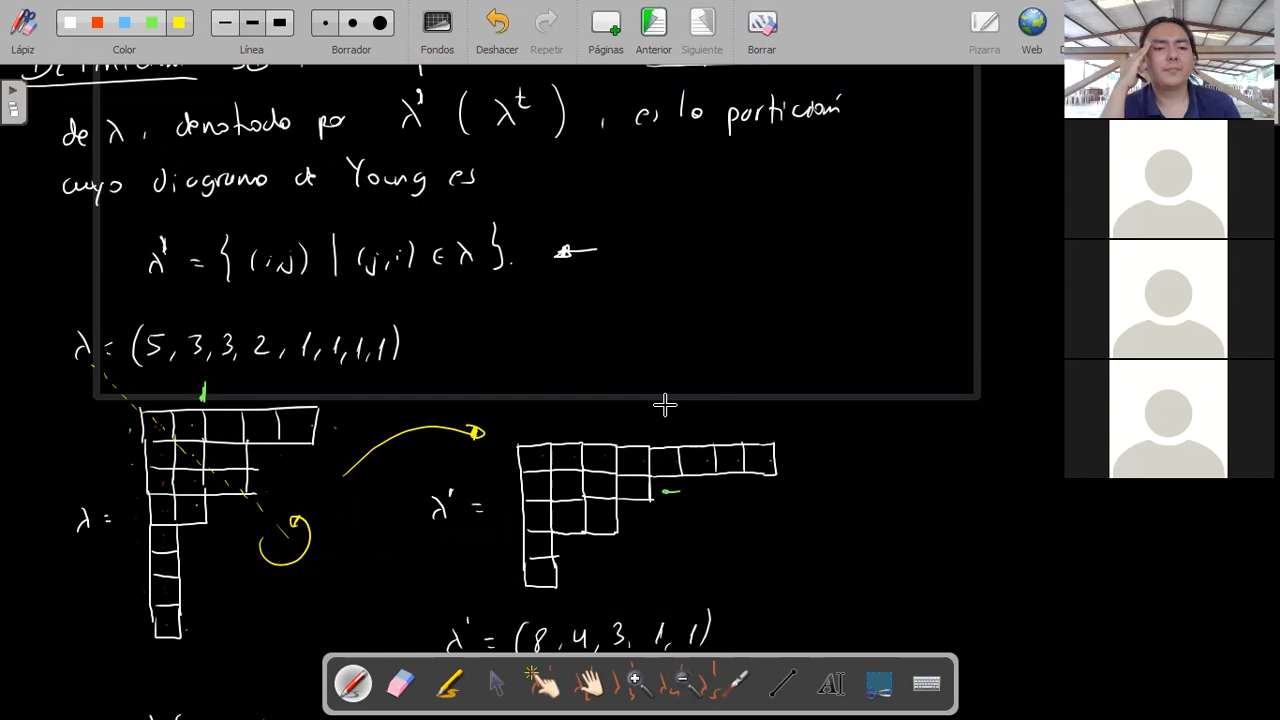 Lápiz Color Línea Borrador Fondos Deshacer Repetir Páginas Anterior Siguiente Borrar Pizarra Web
de λ, denotado por λ' ( λᵗ ), es la partición
cuyo diagrama de Young es
λ' = { (i,j) | (j,i) ∈ λ }.
λ = (5, 3, 3, 2, 1, 1, 1, 1)
λ =
λ' =
λ' = (8, 4, 3, 1, 1)